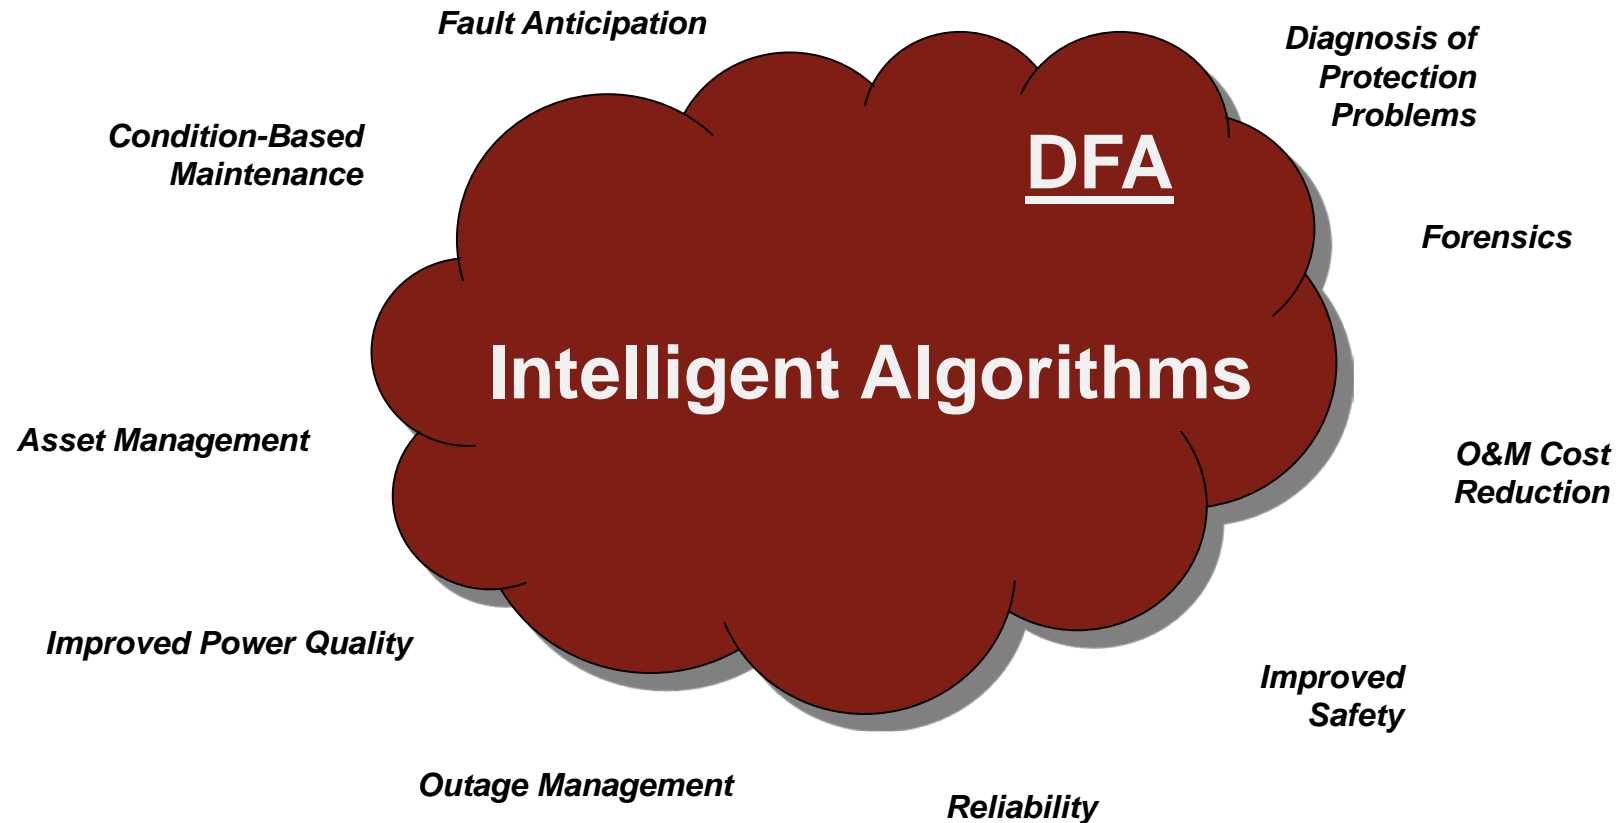 Fault Anticipation
Diagnosis of
Protection
Problems
Condition-Based
Maintenance
DFA
Forensics
Intelligent Algorithms
Asset Management
O&M Cost
Reduction
Improved Power Quality
Improved
Safety
Outage Management
Reliability